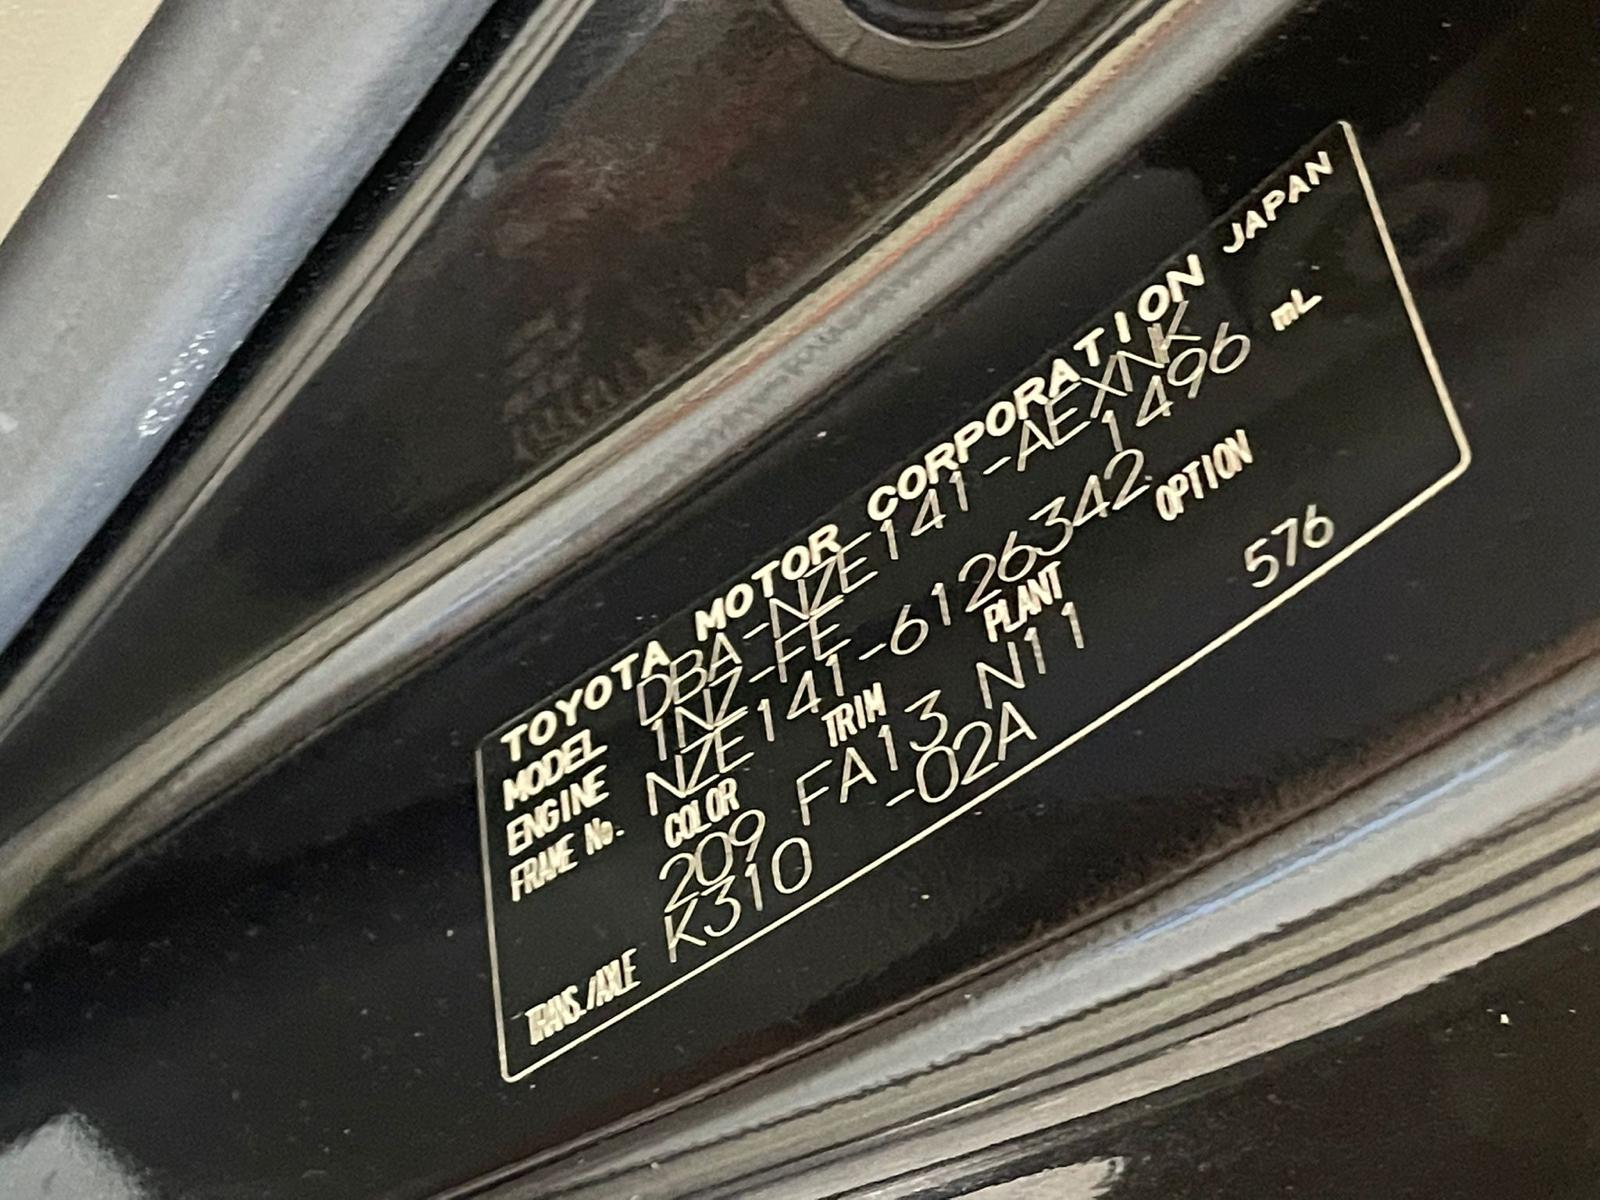 TOYOTA MOTOR CORPORATION JAPAN
MODEL DBA-NZE141-AEXNK
ENGINE 1NZ-FE 1496 mL
FRAME No. NZE141-6126342
COLOR TRIM PLANT OPTION
209 FA13 N11 576
TRANS./AXLE K310 -02A